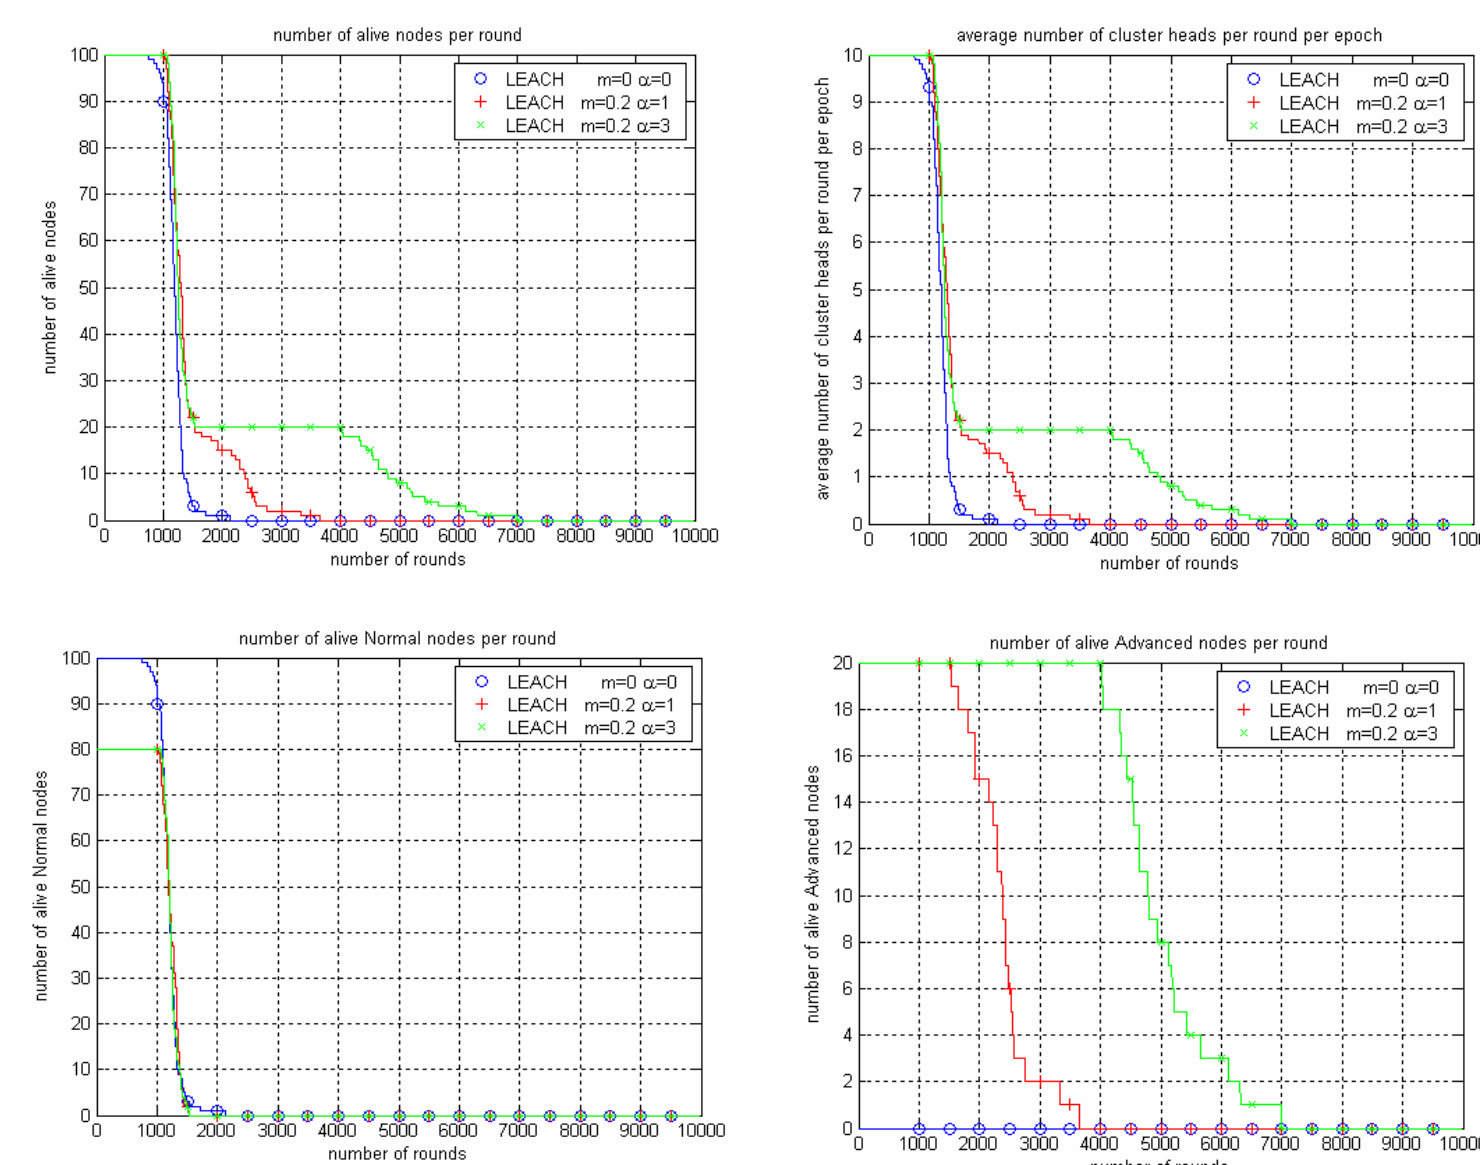 number of alive nodes per round
100
90
80
70
60
50
40
30
20
10
0
number of alive nodes
LEACH m=0 α=0
LEACH m=0.2 α=1
LEACH m=0.2 α=3
0 1000 2000 3000 4000 5000 6000 7000 8000 9000 10000
number of rounds
average number of cluster heads per round per epoch
10
9
8
7
6
5
4
3
2
1
0
average number of cluster heads per round per epoch
LEACH m=0 α=0
LEACH m=0.2 α=1
LEACH m=0.2 α=3
0 1000 2000 3000 4000 5000 6000 7000 8000 9000 1000
number of rounds
number of alive Normal nodes per round
100
90
80
70
60
50
40
30
20
10
0
number of alive Normal nodes
LEACH m=0 α=0
LEACH m=0.2 α=1
LEACH m=0.2 α=3
0 1000 2000 3000 4000 5000 6000 7000 8000 9000 10000
number of rounds
number of alive Advanced nodes per round
20
18
16
14
12
10
8
6
4
2
0
number of alive Advanced nodes
LEACH m=0 α=0
LEACH m=0.2 α=1
LEACH m=0.2 α=3
0 1000 2000 3000 4000 5000 6000 7000 8000 9000 1000
number of rounds